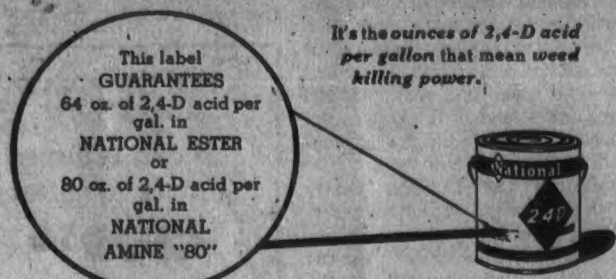 This label
GUARANTEES
64 oz. of 2,4-D acid per
gal. in
NATIONAL ESTER
or
80 oz. of 2,4-D acid per
gal. in
NATIONAL
AMINE "80"
It's the ounces of 2,4-D acid
per gallon that mean weed
killing power.
National
24D